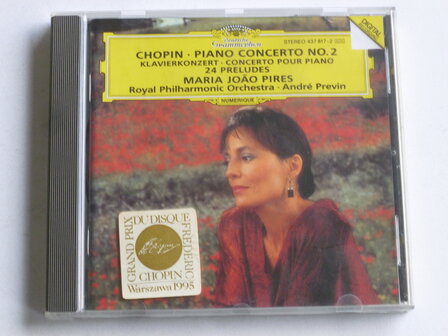 Deutsche
Grammophon
STEREO 437 817-2
DIGITAL
CHOPIN · PIANO CONCERTO NO. 2
KLAVIERKONZERT · CONCERTO POUR PIANO
24 PRELUDES
MARIA JOÃO PIRES
Royal Philharmonic Orchestra · André Previn
NUMERIQUE
GRAND PRIX DU DISQUE FREDERIC
CHOPIN
Warszawa 1995